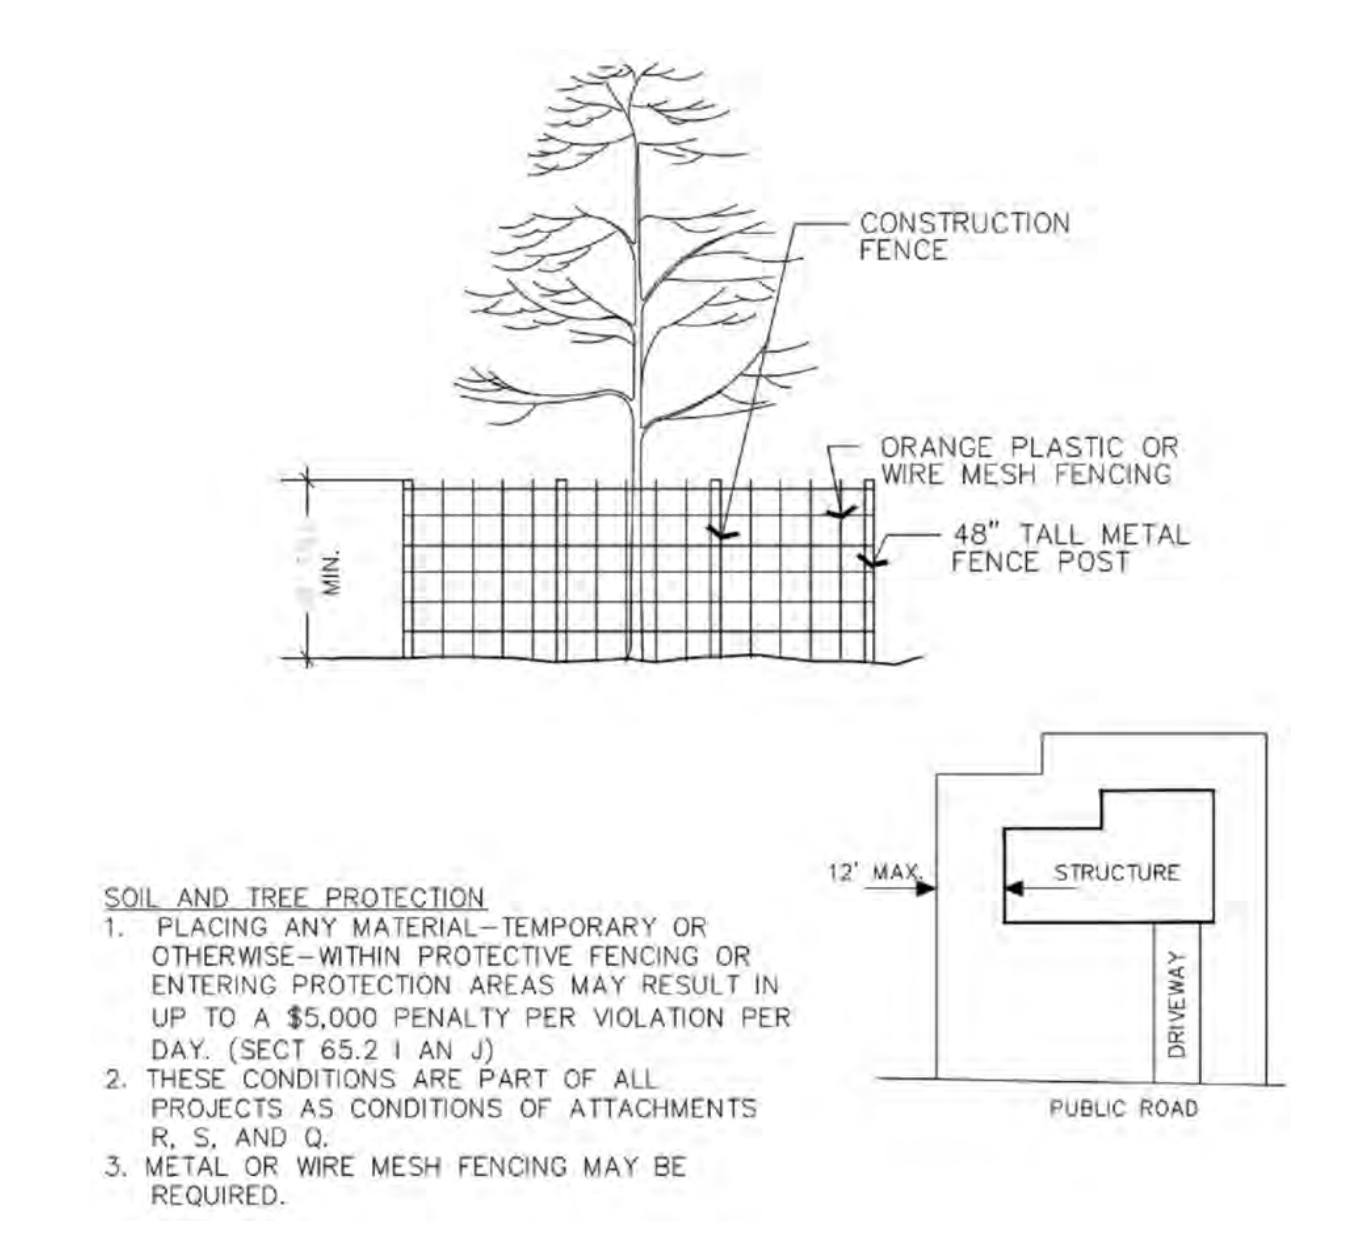 CONSTRUCTION
FENCE
ORANGE PLASTIC OR
WIRE MESH FENCING
48" TALL METAL
FENCE POST
MIN.
12' MAX.
STRUCTURE
DRIVEWAY
PUBLIC ROAD
SOIL AND TREE PROTECTION
1. PLACING ANY MATERIAL-TEMPORARY OR
OTHERWISE-WITHIN PROTECTIVE FENCING OR
ENTERING PROTECTION AREAS MAY RESULT IN
UP TO A $5,000 PENALTY PER VIOLATION PER
DAY. (SECT 65.2 I AN J)
2. THESE CONDITIONS ARE PART OF ALL
PROJECTS AS CONDITIONS OF ATTACHMENTS
R, S, AND Q.
3. METAL OR WIRE MESH FENCING MAY BE
REQUIRED.